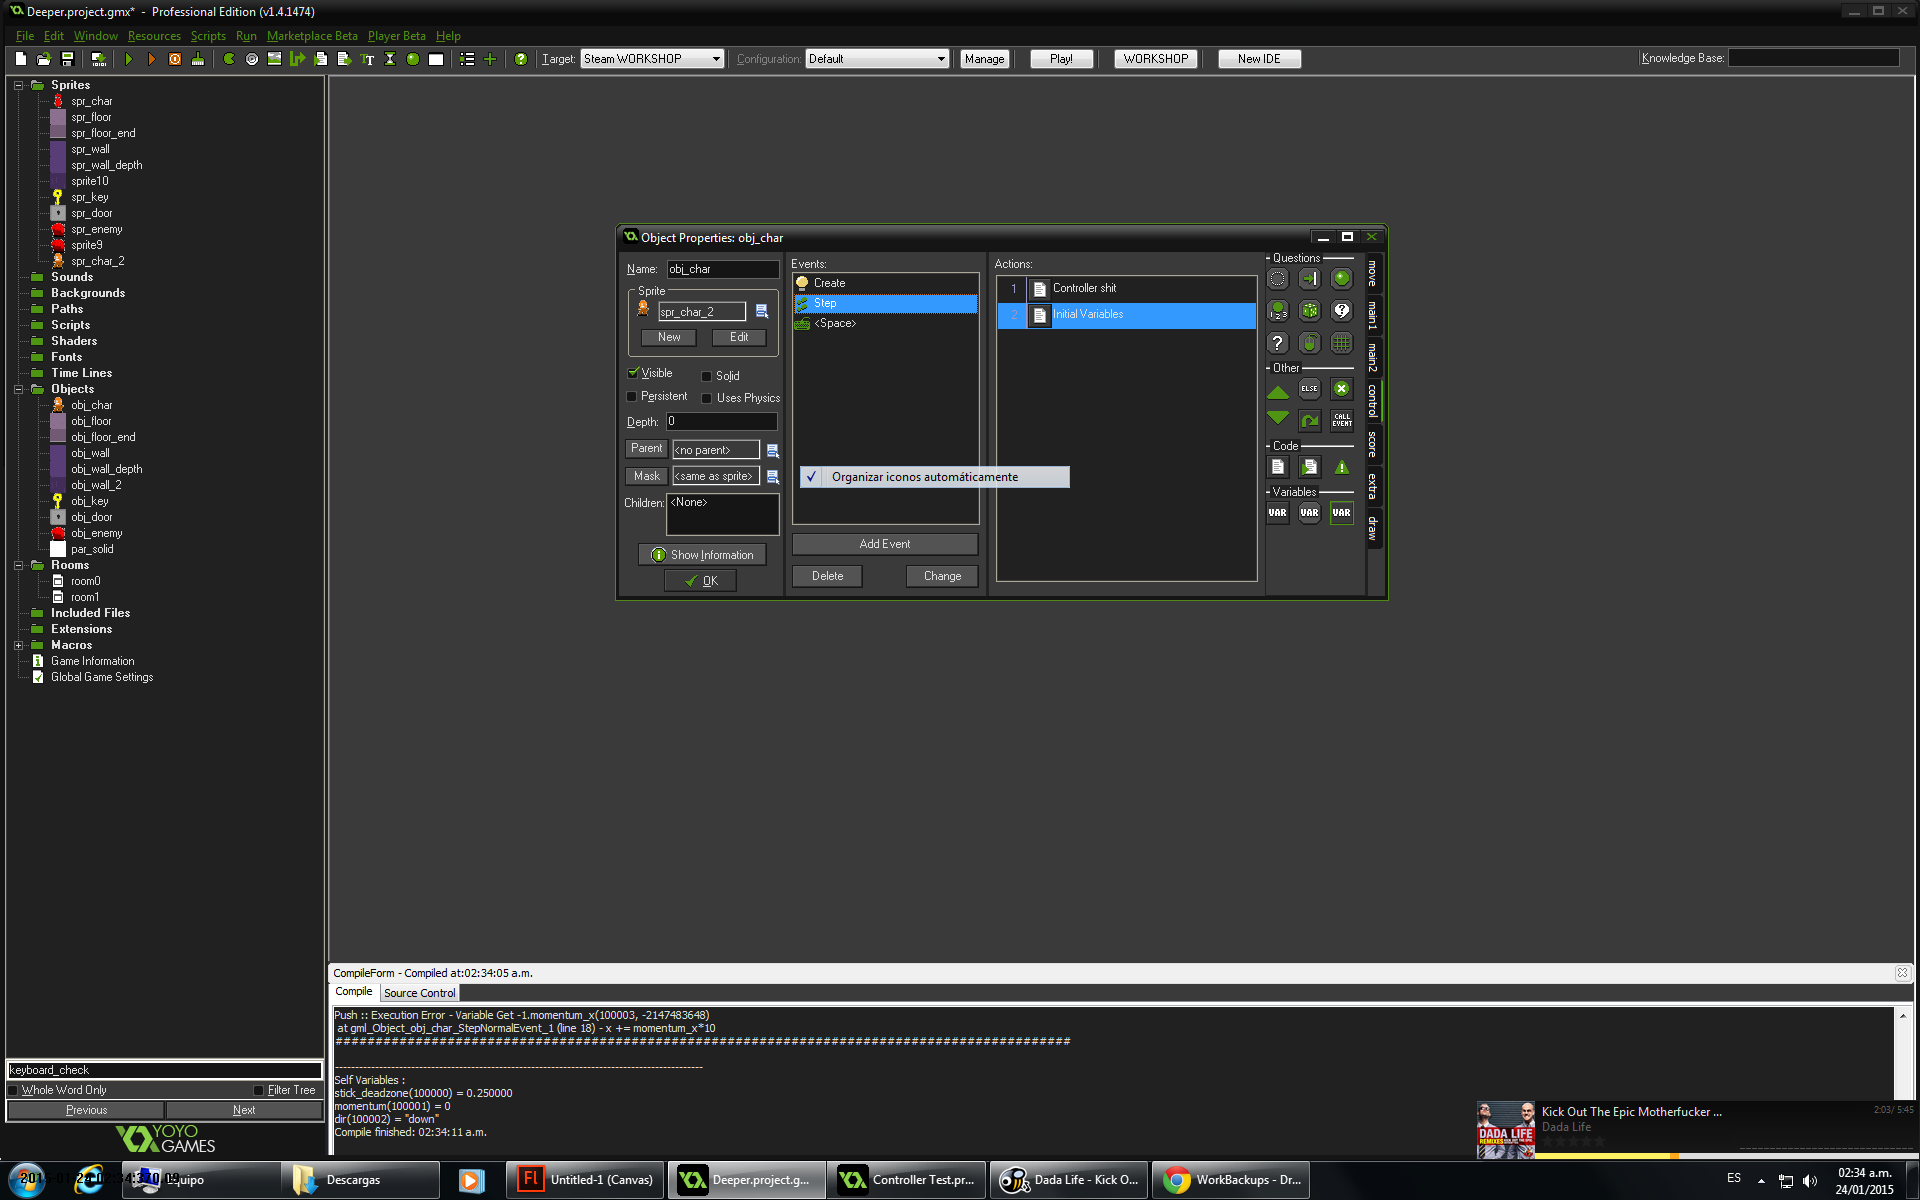 Deeper.project.gmx* - Professional Edition (v1.4.1474)
File Edit Window Resources Scripts Run Marketplace Beta Player Beta Help
Target: Steam WORKSHOP Configuration: Default Manage Play! WORKSHOP New IDE Knowledge Base:
Sprites
spr_char
spr_floor
spr_floor_end
spr_wall
spr_wall_depth
sprite10
spr_key
spr_door
spr_enemy
sprite9
spr_char_2
Sounds
Backgrounds
Paths
Scripts
Shaders
Fonts
Time Lines
Objects
obj_char
obj_floor
obj_floor_end
obj_wall
obj_wall_depth
obj_wall_2
obj_key
obj_door
obj_enemy
par_solid
Rooms
room0
room1
Included Files
Extensions
Macros
Game Information
Global Game Settings
keyboard_check
Whole Word Only Filter Tree
Previous Next
YOYO
GAMES
Object Properties: obj_char
Name: obj_char
Sprite
spr_char_2
New Edit
Visible Solid
Persistent Uses Physics
Depth: 0
Parent <no parent>
Mask <same as sprite>
Children: <None>
Show Information
OK
Events:
Create
Step
<Space>
Add Event
Delete Change
Organizar iconos automáticamente
Actions:
1 Controller shit
2 Initial Variables
Questions
Other
ELSE
CALL EVENT
Code
Variables
VAR VAR VAR
move
main1
main2
control
score
extra
draw
CompileForm - Compiled at:02:34:05 a.m.
Compile Source Control
Push :: Execution Error - Variable Get -1.momentum_x(100003, -2147483648)
at gml_Object_obj_char_StepNormalEvent_1 (line 18) - x += momentum_x*10
Self Variables :
stick_deadzone(100000) = 0.250000
momentum(100001) = 0
dir(100002) = "down"
Compile finished: 02:34:11 a.m.
DADA LIFE
Kick Out The Epic Motherfucker ... 2:03/ 5:45
Dada Life
Equipo
Descargas
Fl Untitled-1 (Canvas)
Deeper.project.g...
Controller Test.pr...
Dada Life - Kick O...
WorkBackups - Dr...
ES
02:34 a.m.
24/01/2015